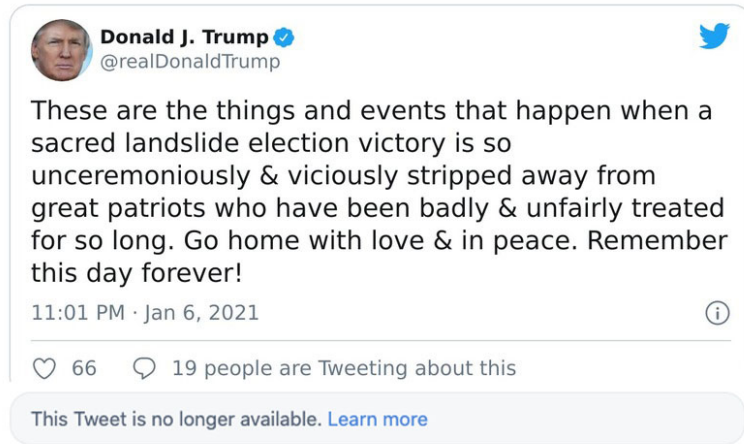 Donald J. Trump
@realDonaldTrump
These are the things and events that happen when a
sacred landslide election victory is so
unceremoniously & viciously stripped away from
great patriots who have been badly & unfairly treated
for so long. Go home with love & in peace. Remember
this day forever!
11:01 PM · Jan 6, 2021
66 19 people are Tweeting about this
This Tweet is no longer available. Learn more